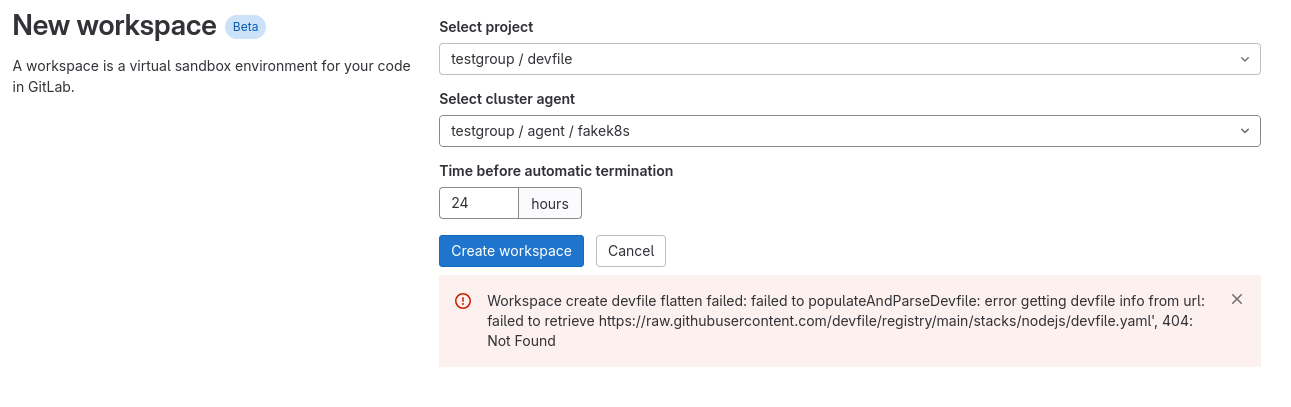 New workspace Beta
A workspace is a virtual sandbox environment for your code
in GitLab.
Select project
testgroup / devfile
Select cluster agent
testgroup / agent / fakek8s
Time before automatic termination
24 hours
Create workspace Cancel
Workspace create devfile flatten failed: failed to populateAndParseDevfile: error getting devfile info from url:
failed to retrieve https://raw.githubusercontent.com/devfile/registry/main/stacks/nodejs/devfile.yaml', 404:
Not Found